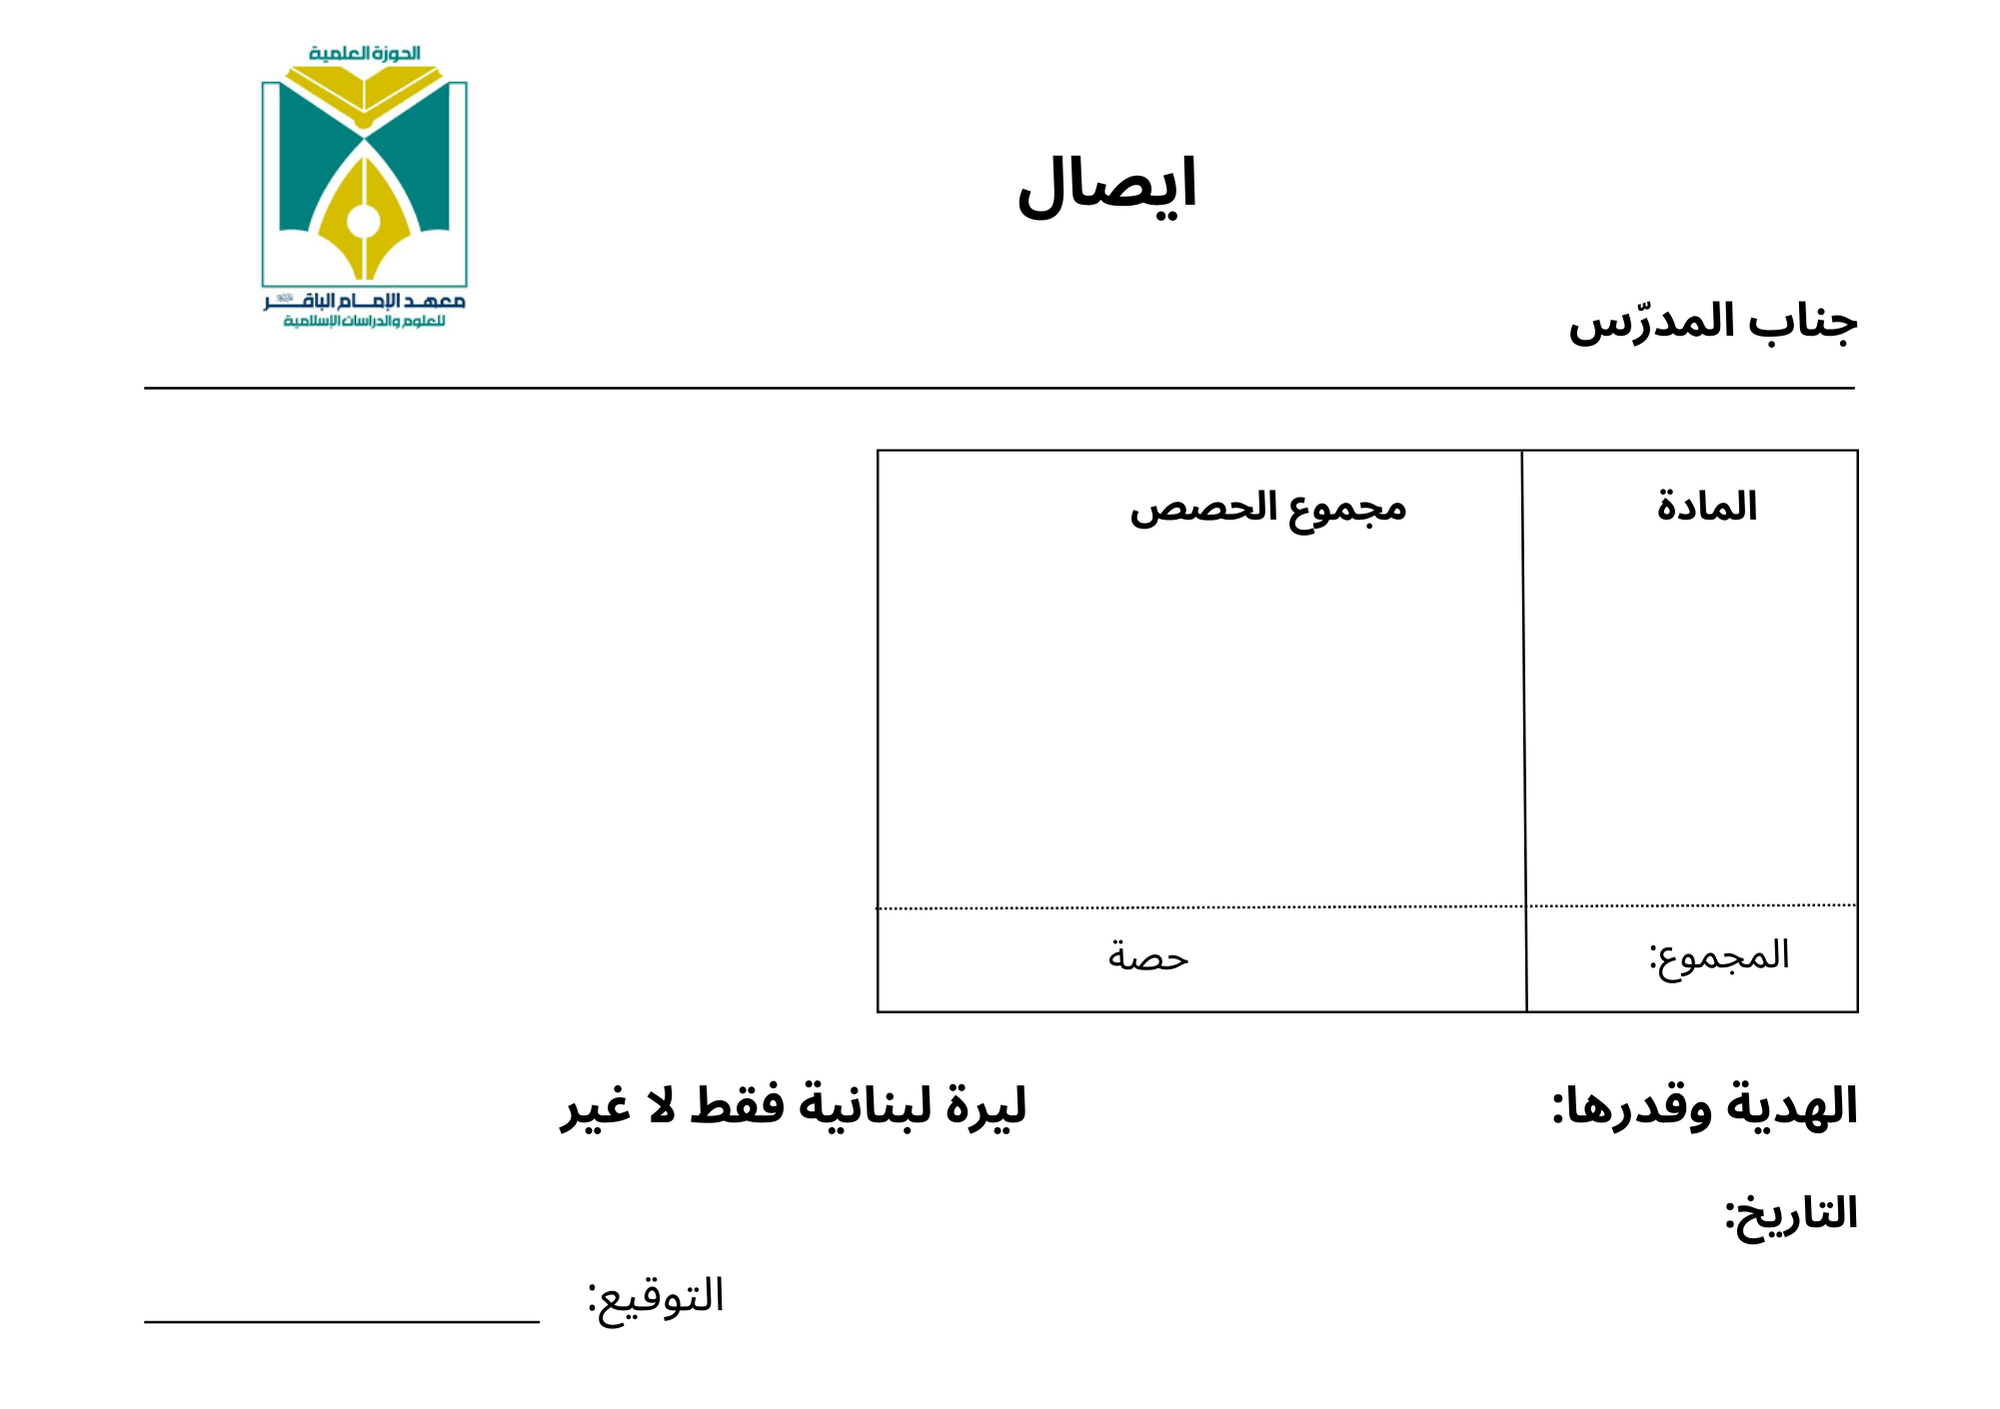 الحوزة العلمية
معهد الإمام الباقر
للعلوم والدراسات الإسلامية
ايصال
جناب المدرّس
المادة مجموع الحصص
المجموع: حصة
الهدية وقدرها: ليرة لبنانية فقط لا غير
التاريخ:
التوقيع: